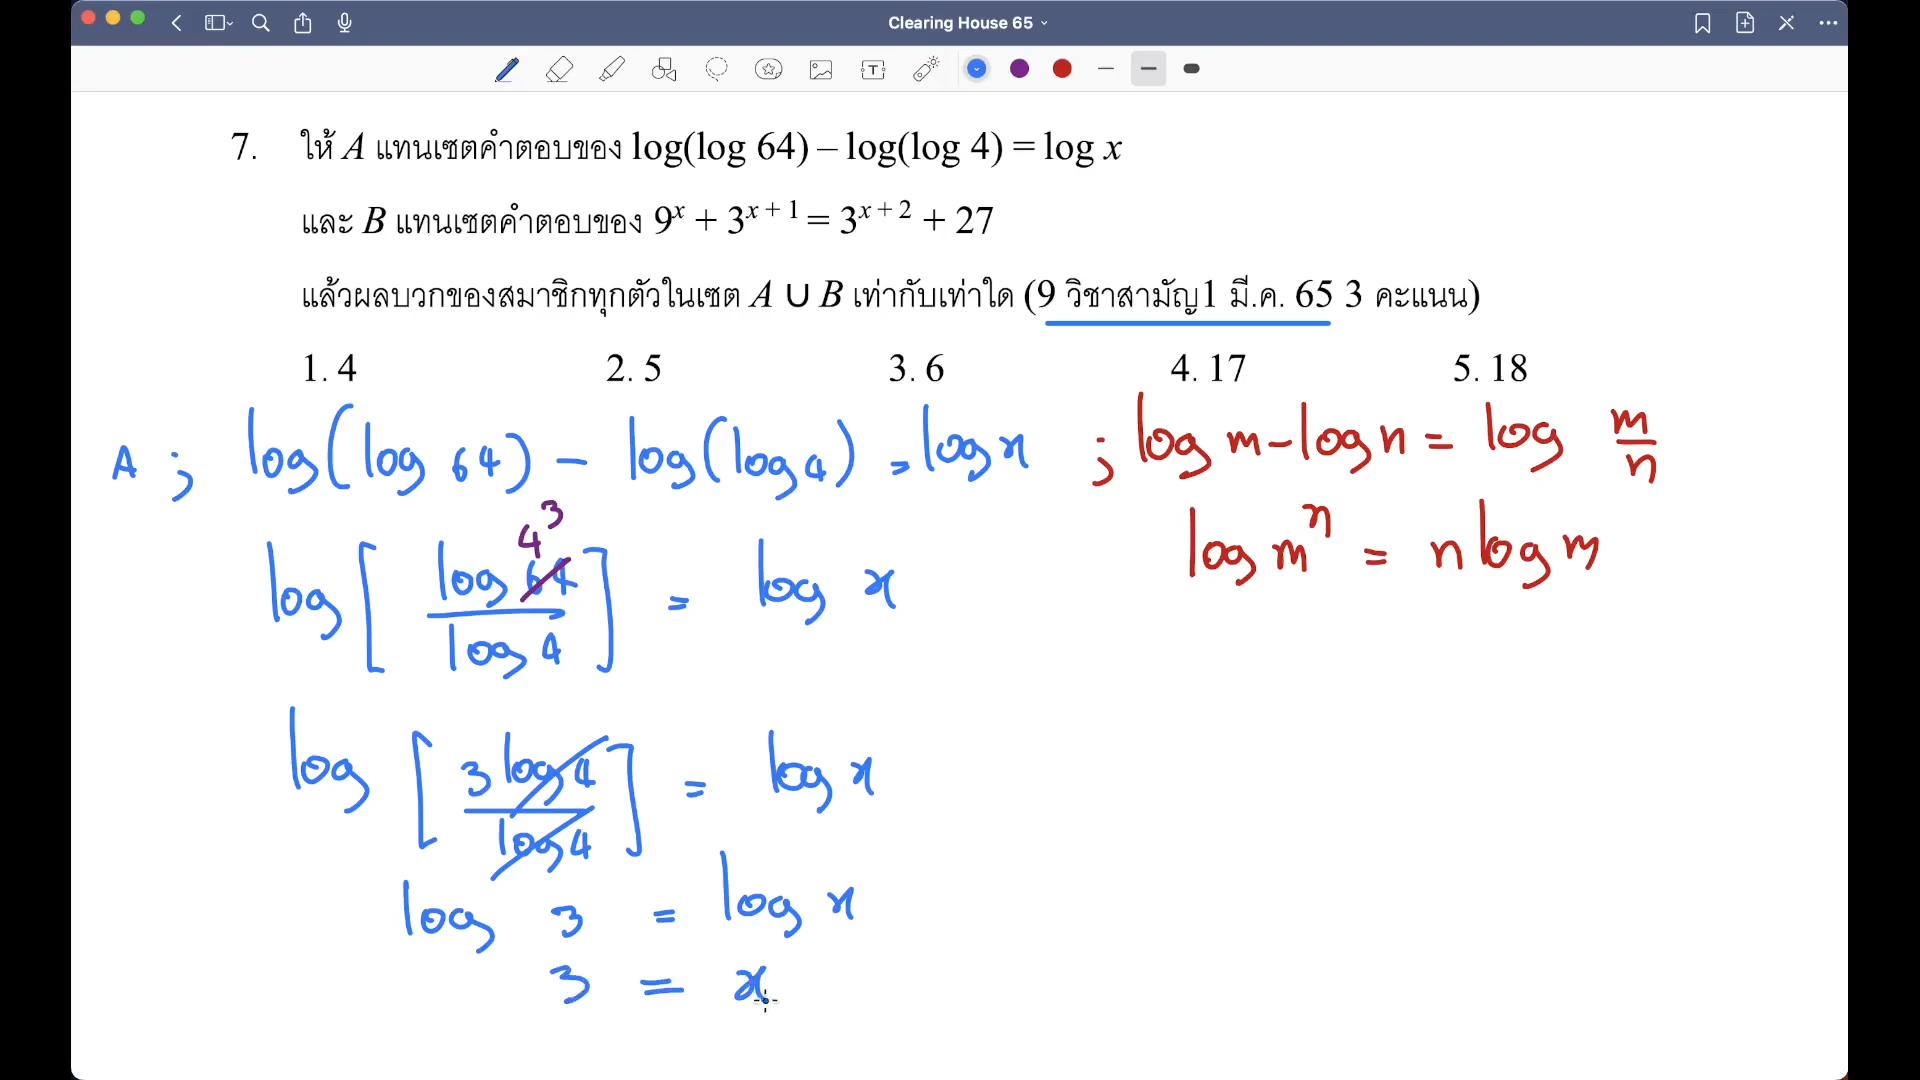 Clearing House 65
7. ให้ A แทนเซตคำตอบของ log(log 64) – log(log 4) = log x
และ B แทนเซตคำตอบของ 9^x + 3^{x + 1} = 3^{x + 2} + 27
แล้วผลบวกของสมาชิกทุกตัวในเซต A ∪ B เท่ากับเท่าใด (9 วิชาสามัญ1 มี.ค. 65 3 คะแนน)
1. 4 2. 5 3. 6 4. 17 5. 18
A ; log(log 64) – log(log 4) = log x ; log m – log n = log m/n
log [ log 64 4^3 / log 4 ] = log x log m^n = n log m
log [ 3 log 4 / log 4 ] = log x
log 3 = log x
3 = x